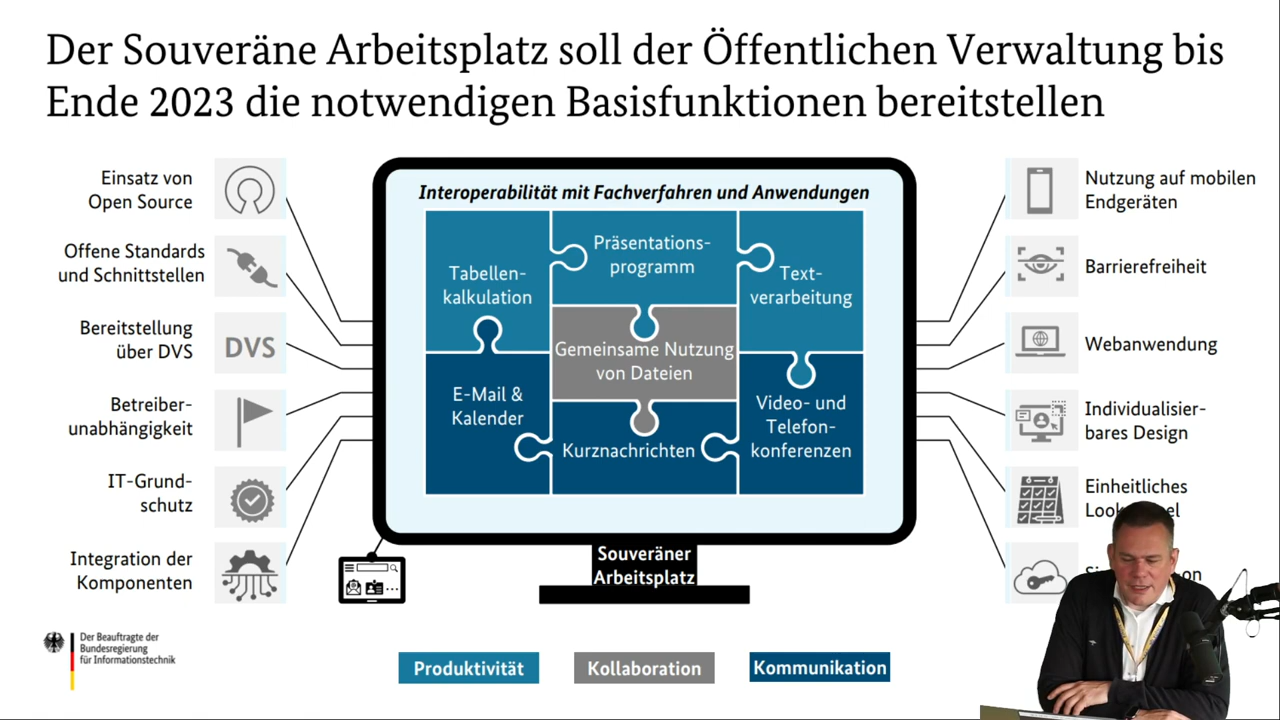 Der Souveräne Arbeitsplatz soll der Öffentlichen Verwaltung bis
Ende 2023 die notwendigen Basisfunktionen bereitstellen
Einsatz von
Open Source
Offene Standards
und Schnittstellen
Bereitstellung
über DVS
DVS
Betreiber-
unabhängigkeit
IT-Grund-
schutz
Integration der
Komponenten
Interoperabilität mit Fachverfahren und Anwendungen
Tabellen-
kalkulation
Präsentations-
programm
Text-
verarbeitung
Gemeinsame Nutzung
von Dateien
E-Mail &
Kalender
Kurznachrichten
Video- und
Telefon-
konferenzen
Souveräner
Arbeitsplatz
Nutzung auf mobilen
Endgeräten
Barrierefreiheit
Webanwendung
Individualisier-
bares Design
Einheitliches
Der Beauftragte der
Bundesregierung
für Informationstechnik
Produktivität
Kollaboration
Kommunikation